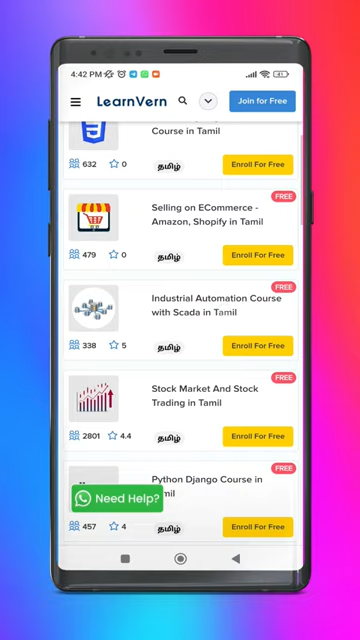 4:42 PM
41
LearnVern
Join for Free
Course in Tamil
632
0
தமிழ்
Enroll For Free
FREE
Selling on ECommerce -
Amazon, Shopify in Tamil
479
0
தமிழ்
Enroll For Free
FREE
Industrial Automation Course
with Scada in Tamil
338
5
தமிழ்
Enroll For Free
FREE
Stock Market And Stock
Trading in Tamil
2801
4.4
தமிழ்
Enroll For Free
FREE
Python Django Course in
Need Help?
457
4
தமிழ்
Enroll For Free